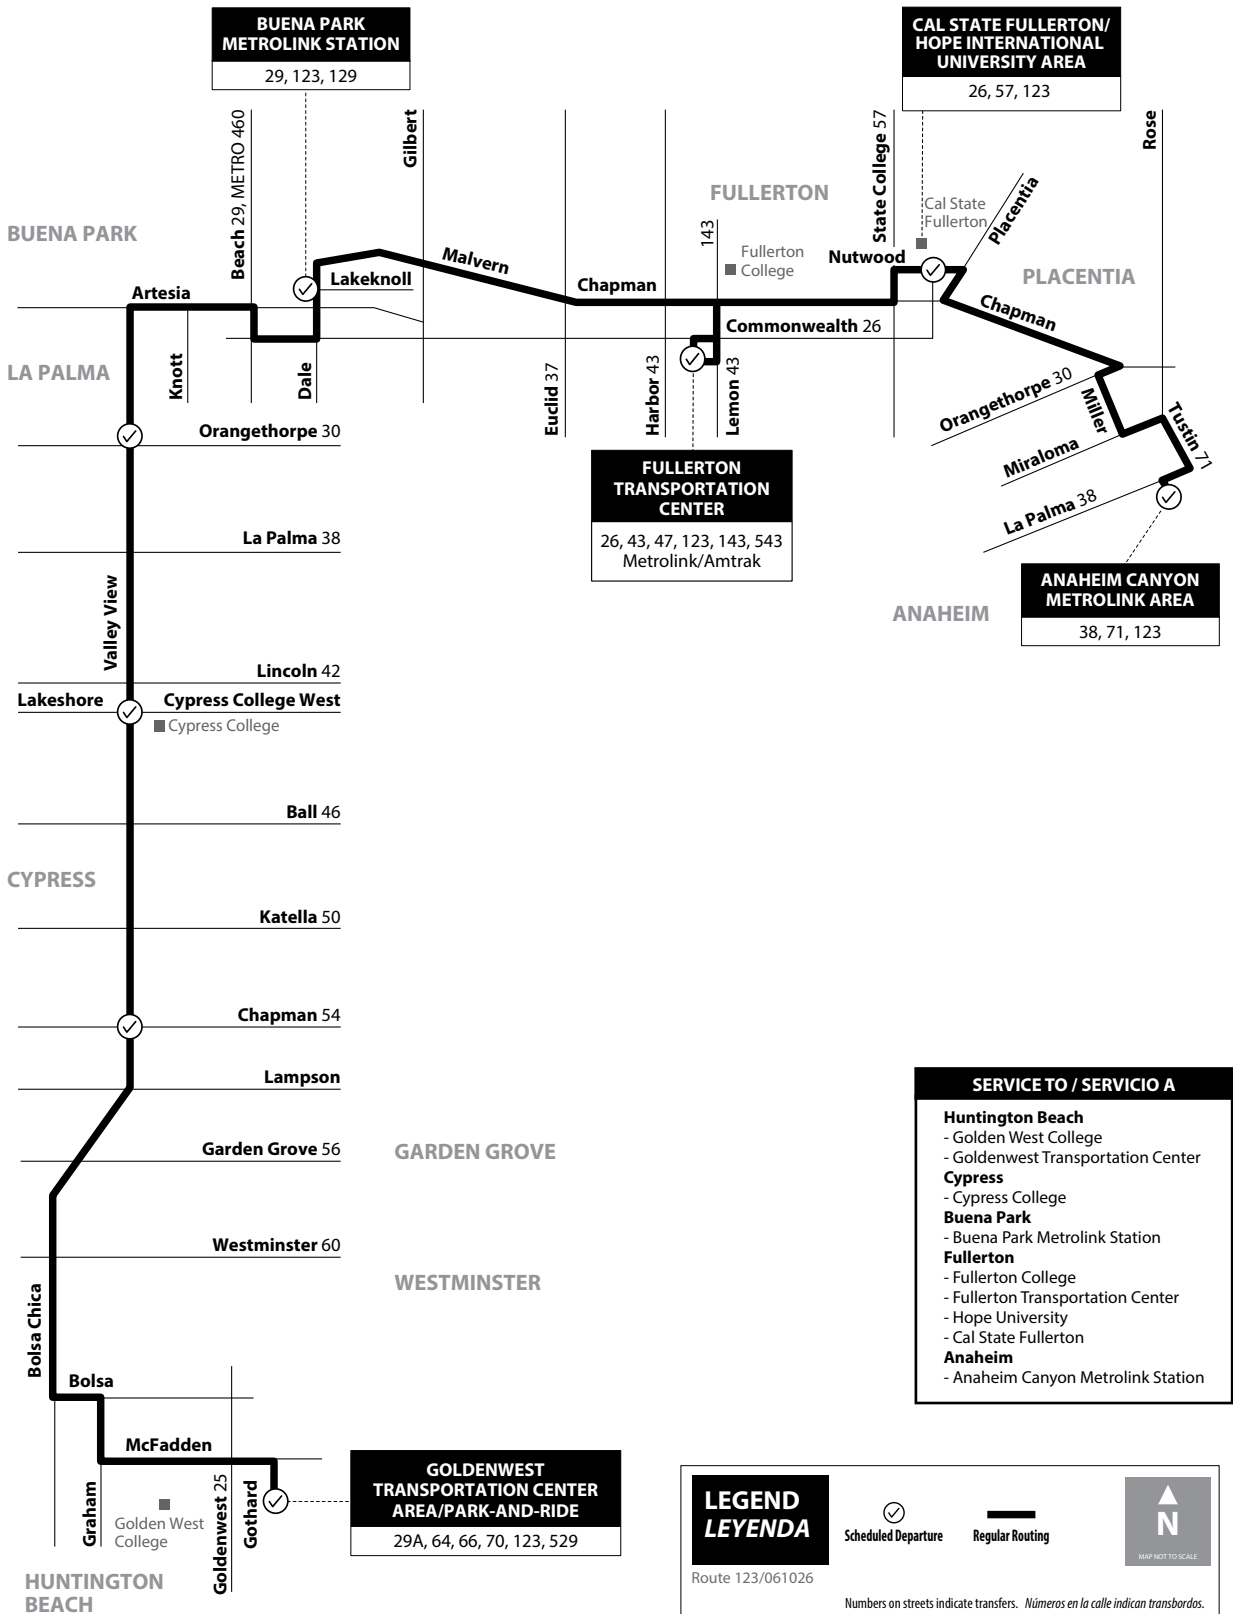 BUENA PARK
METROLINK STATION
29, 123, 129
CAL STATE FULLERTON/
HOPE INTERNATIONAL
UNIVERSITY AREA
26, 57, 123
Beach 29, METRO 460
Gilbert
FULLERTON
143
Fullerton
College
State College 57
Cal State
Fullerton
Placentia
Rose
BUENA PARK
Malvern
Lakeknoll
Nutwood
PLACENTIA
Artesia
Chapman
Chapman
Commonwealth 26
LA PALMA
Knott
Dale
Euclid 37
Harbor 43
Lemon 43
Orangethorpe 30
Miller
Tustin 71
Miraloma
La Palma 38
Orangethorpe 30
FULLERTON
TRANSPORTATION
CENTER
26, 43, 47, 123, 143, 543
Metrolink/Amtrak
La Palma 38
ANAHEIM
ANAHEIM CANYON
METROLINK AREA
38, 71, 123
Valley View
Lincoln 42
Lakeshore
Cypress College West
Cypress College
Ball 46
CYPRESS
Katella 50
Chapman 54
Lampson
Garden Grove 56
GARDEN GROVE
Westminster 60
WESTMINSTER
Bolsa Chica
Bolsa
McFadden
Graham
Golden West
College
Goldenwest 25
Gothard
HUNTINGTON
BEACH
GOLDENWEST
TRANSPORTATION CENTER
AREA/PARK-AND-RIDE
29A, 64, 66, 70, 123, 529
SERVICE TO / SERVICIO A
Huntington Beach
- Golden West College
- Goldenwest Transportation Center
Cypress
- Cypress College
Buena Park
- Buena Park Metrolink Station
Fullerton
- Fullerton College
- Fullerton Transportation Center
- Hope University
- Cal State Fullerton
Anaheim
- Anaheim Canyon Metrolink Station
LEGEND
LEYENDA
Scheduled Departure
Regular Routing
N
MAP NOT TO SCALE
Route 123/061026
Numbers on streets indicate transfers. Números en la calle indican transbordos.